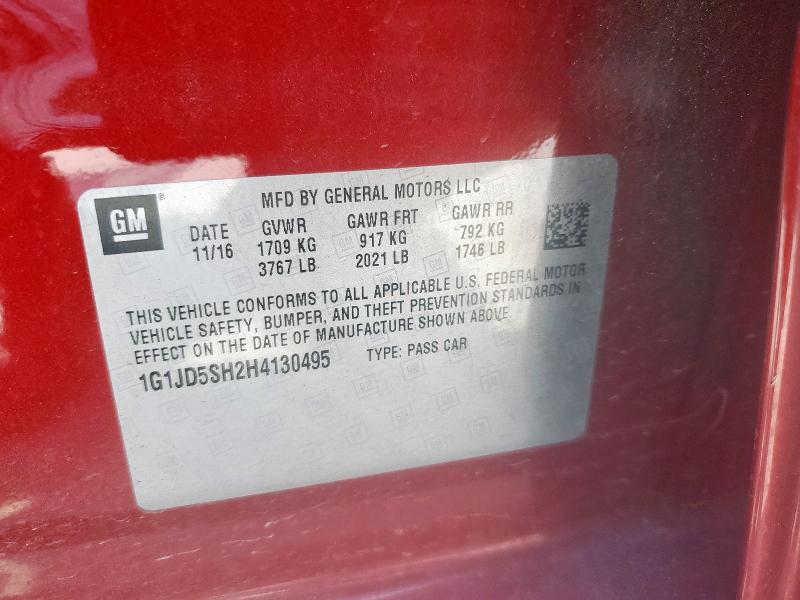 GM®
MFD BY GENERAL MOTORS LLC
DATE GVWR GAWR FRT GAWR RR
11/16 1709 KG 917 KG 792 KG
3767 LB 2021 LB 1746 LB
THIS VEHICLE CONFORMS TO ALL APPLICABLE U.S. FEDERAL MOTOR
VEHICLE SAFETY, BUMPER, AND THEFT PREVENTION STANDARDS IN
EFFECT ON THE DATE OF MANUFACTURE SHOWN ABOVE.
1G1JD5SH2H4130495 TYPE: PASS CAR